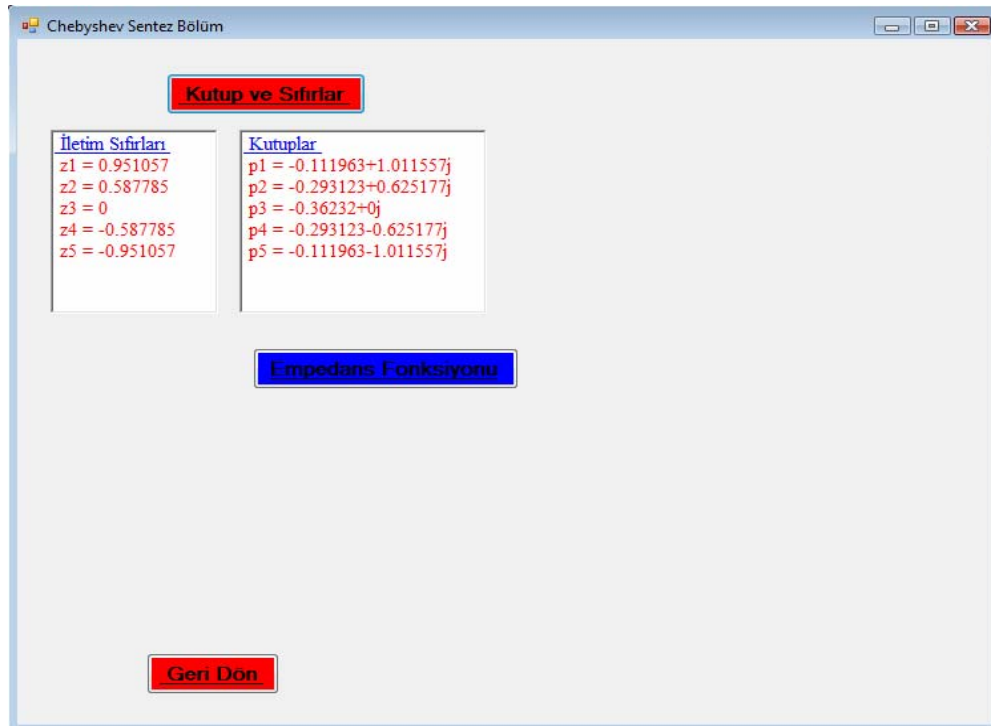 Chebyshev Sentez Bölüm
Kutup ve Sıfırlar
İletim Sıfırları
z1 = 0.951057
z2 = 0.587785
z3 = 0
z4 = -0.587785
z5 = -0.951057
Kutuplar
p1 = -0.111963+1.011557j
p2 = -0.293123+0.625177j
p3 = -0.36232+0j
p4 = -0.293123-0.625177j
p5 = -0.111963-1.011557j
Empedans Fonksiyonu
Geri Dön